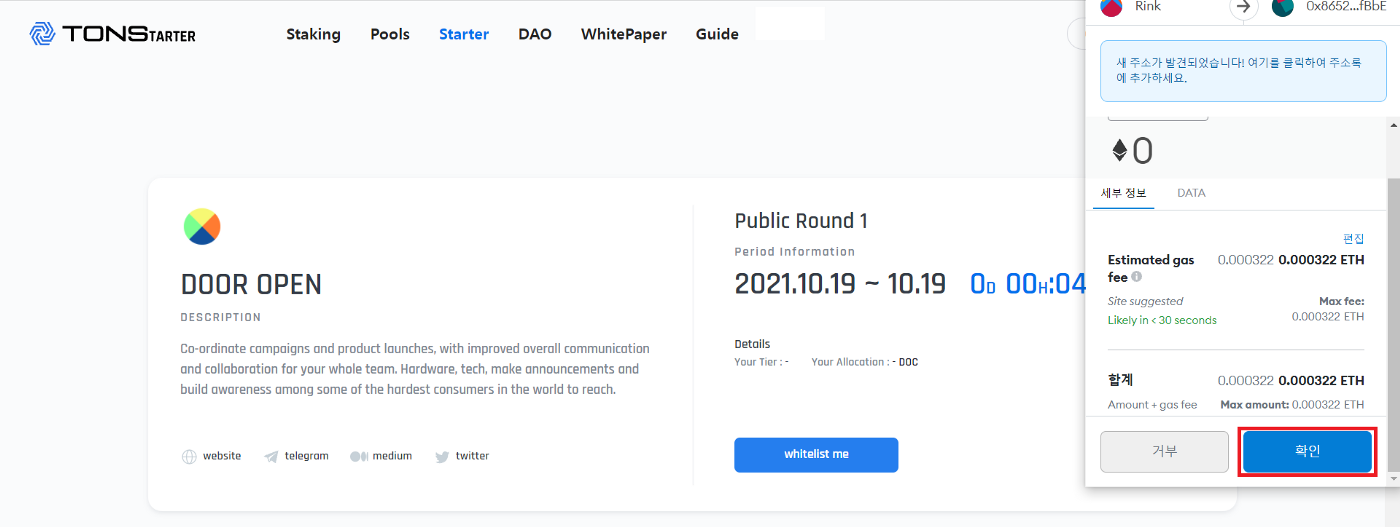 TONSTARTER
Staking Pools Starter DAO WhitePaper Guide
DOOR OPEN
DESCRIPTION
Co-ordinate campaigns and product launches, with improved overall communication
and collaboration for your whole team. Hardware, tech, make announcements and
build awareness among some of the hardest consumers in the world to reach.
website telegram medium twitter
Public Round 1
Period Information
2021.10.19 ~ 10.19 0D 00H:04
Details
Your Tier : - Your Allocation : - DOC
whitelist me
Rink 0x8652...fBbE
새 주소가 발견되었습니다! 여기를 클릭하여 주소록
에 추가하세요.
0
세부 정보 DATA
편집
Estimated gas 0.000322 0.000322 ETH
fee
Site suggested Max fee:
Likely in < 30 seconds 0.000322 ETH
합계 0.000322 0.000322 ETH
Amount + gas fee Max amount: 0.000322 ETH
거부 확인